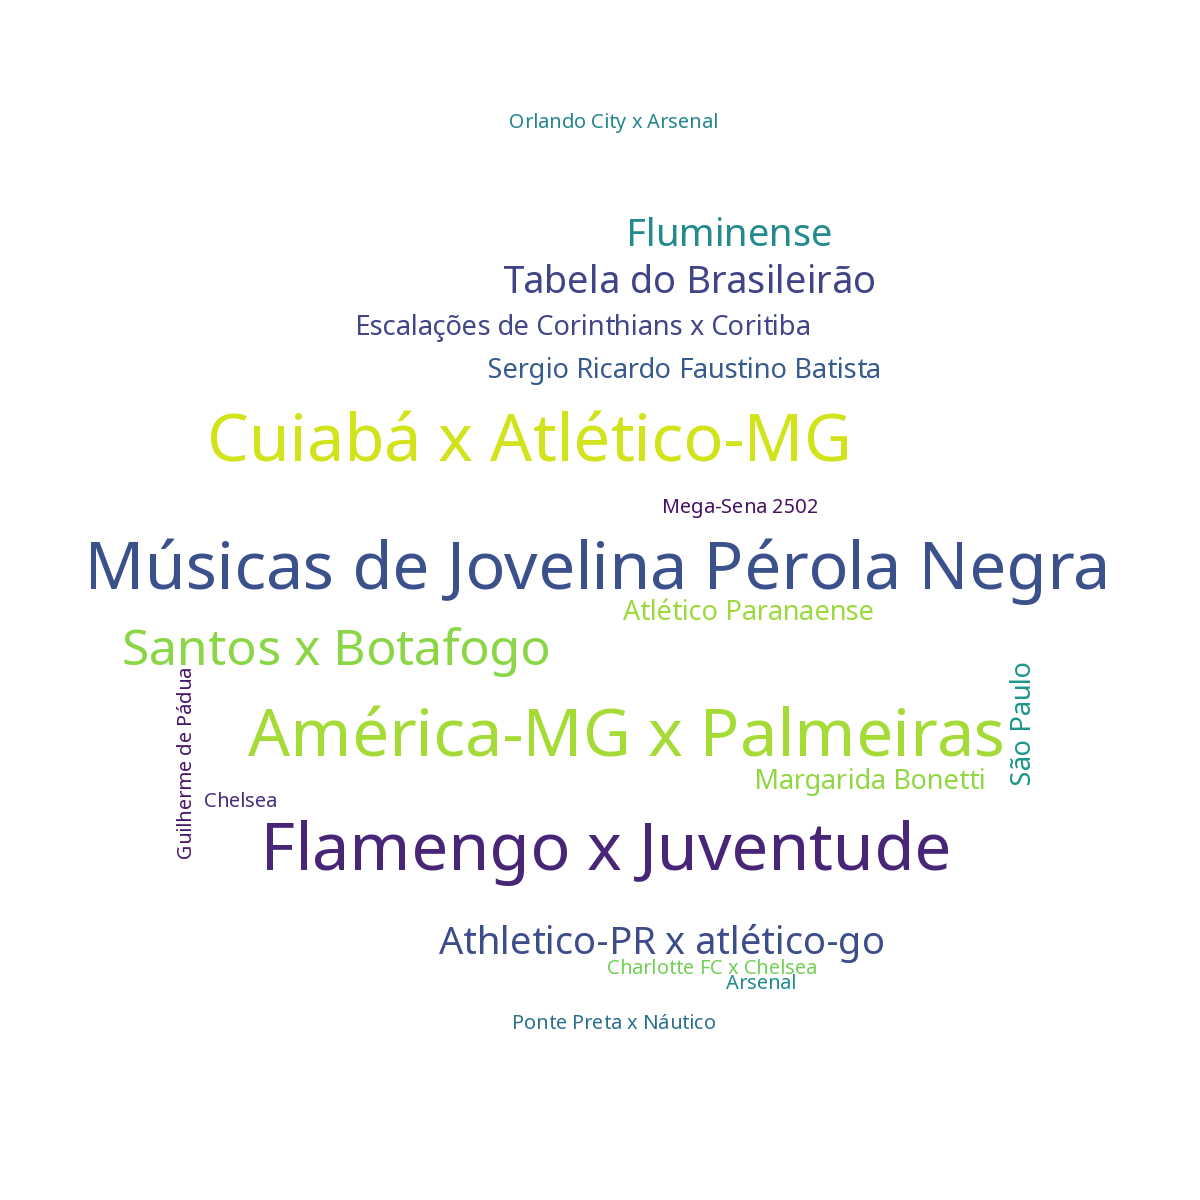 Orlando City x Arsenal
Fluminense
Tabela do Brasileirão
Escalações de Corinthians x Coritiba
Sergio Ricardo Faustino Batista
Cuiabá x Atlético-MG
Mega-Sena 2502
Músicas de Jovelina Pérola Negra
Atlético Paranaense
Santos x Botafogo
Guilherme de Pádua
São Paulo
América-MG x Palmeiras
Margarida Bonetti
Chelsea
Flamengo x Juventude
Athletico-PR x atlético-go
Charlotte FC x Chelsea
Arsenal
Ponte Preta x Náutico